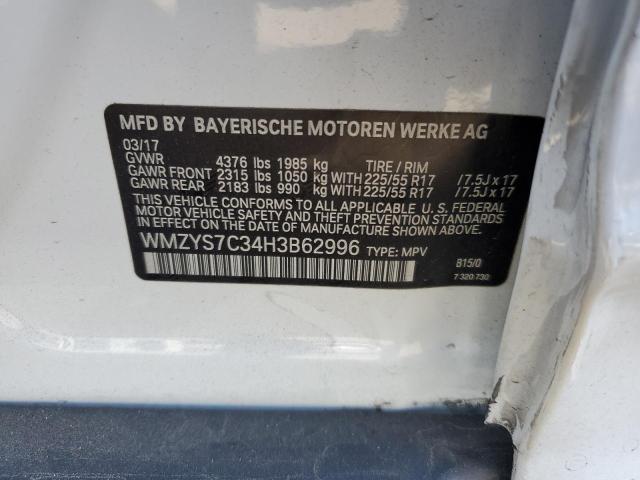 MFD BY BAYERISCHE MOTOREN WERKE AG
03/17
GVWR 4376 lbs 1985 kg TIRE / RIM
GAWR FRONT 2315 lbs 1050 kg WITH 225/55 R17 /7.5J x 17
GAWR REAR 2183 lbs 990 kg WITH 225/55 R17 /7.5J x 17
THIS VEHICLE CONFORMS TO ALL APPLICABLE U. S. FEDERAL
MOTOR VEHICLE SAFETY AND THEFT PREVENTION STANDARDS
IN EFFECT ON THE DATE OF MANUFACTURE SHOWN ABOVE.
WMZYS7C34H3B62996 TYPE: MPV B15/0
7 320 730